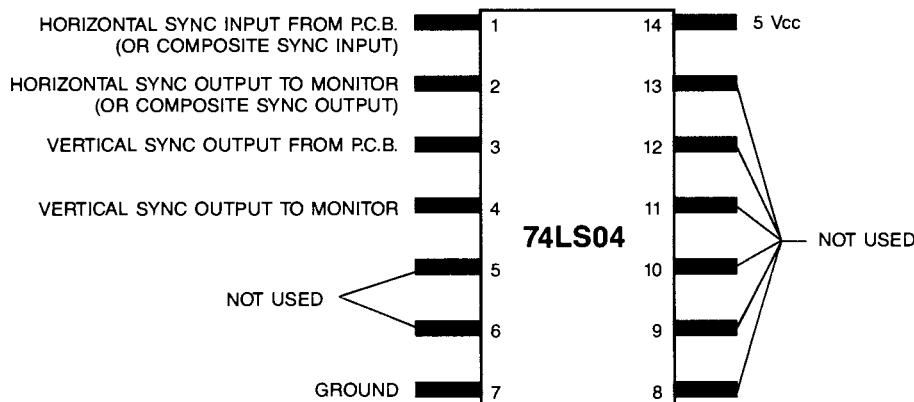 HORIZONTAL SYNC INPUT FROM P.C.B.
(OR COMPOSITE SYNC INPUT)
1
14
5 Vcc
HORIZONTAL SYNC OUTPUT TO MONITOR
(OR COMPOSITE SYNC OUTPUT)
2
13
VERTICAL SYNC OUTPUT FROM P.C.B.
3
12
VERTICAL SYNC OUTPUT TO MONITOR
4
11
74LS04
NOT USED
5
10
NOT USED
6
9
GROUND
7
8